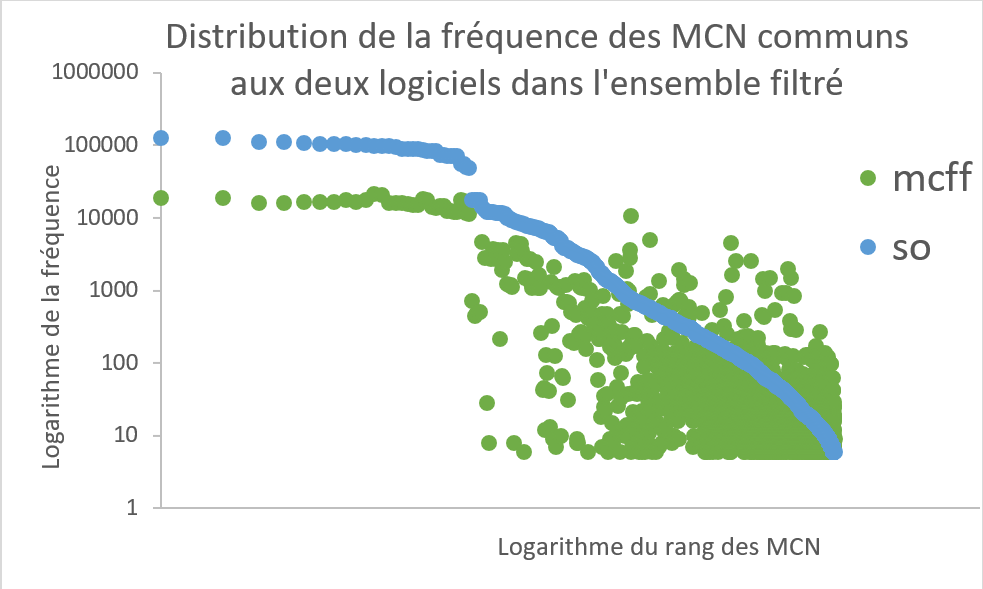 Distribution de la fréquence des MCN communs
aux deux logiciels dans l'ensemble filtré
1000000
100000
10000
1000
100
10
1
Logarithme de la fréquence
Logarithme du rang des MCN
mcff
so